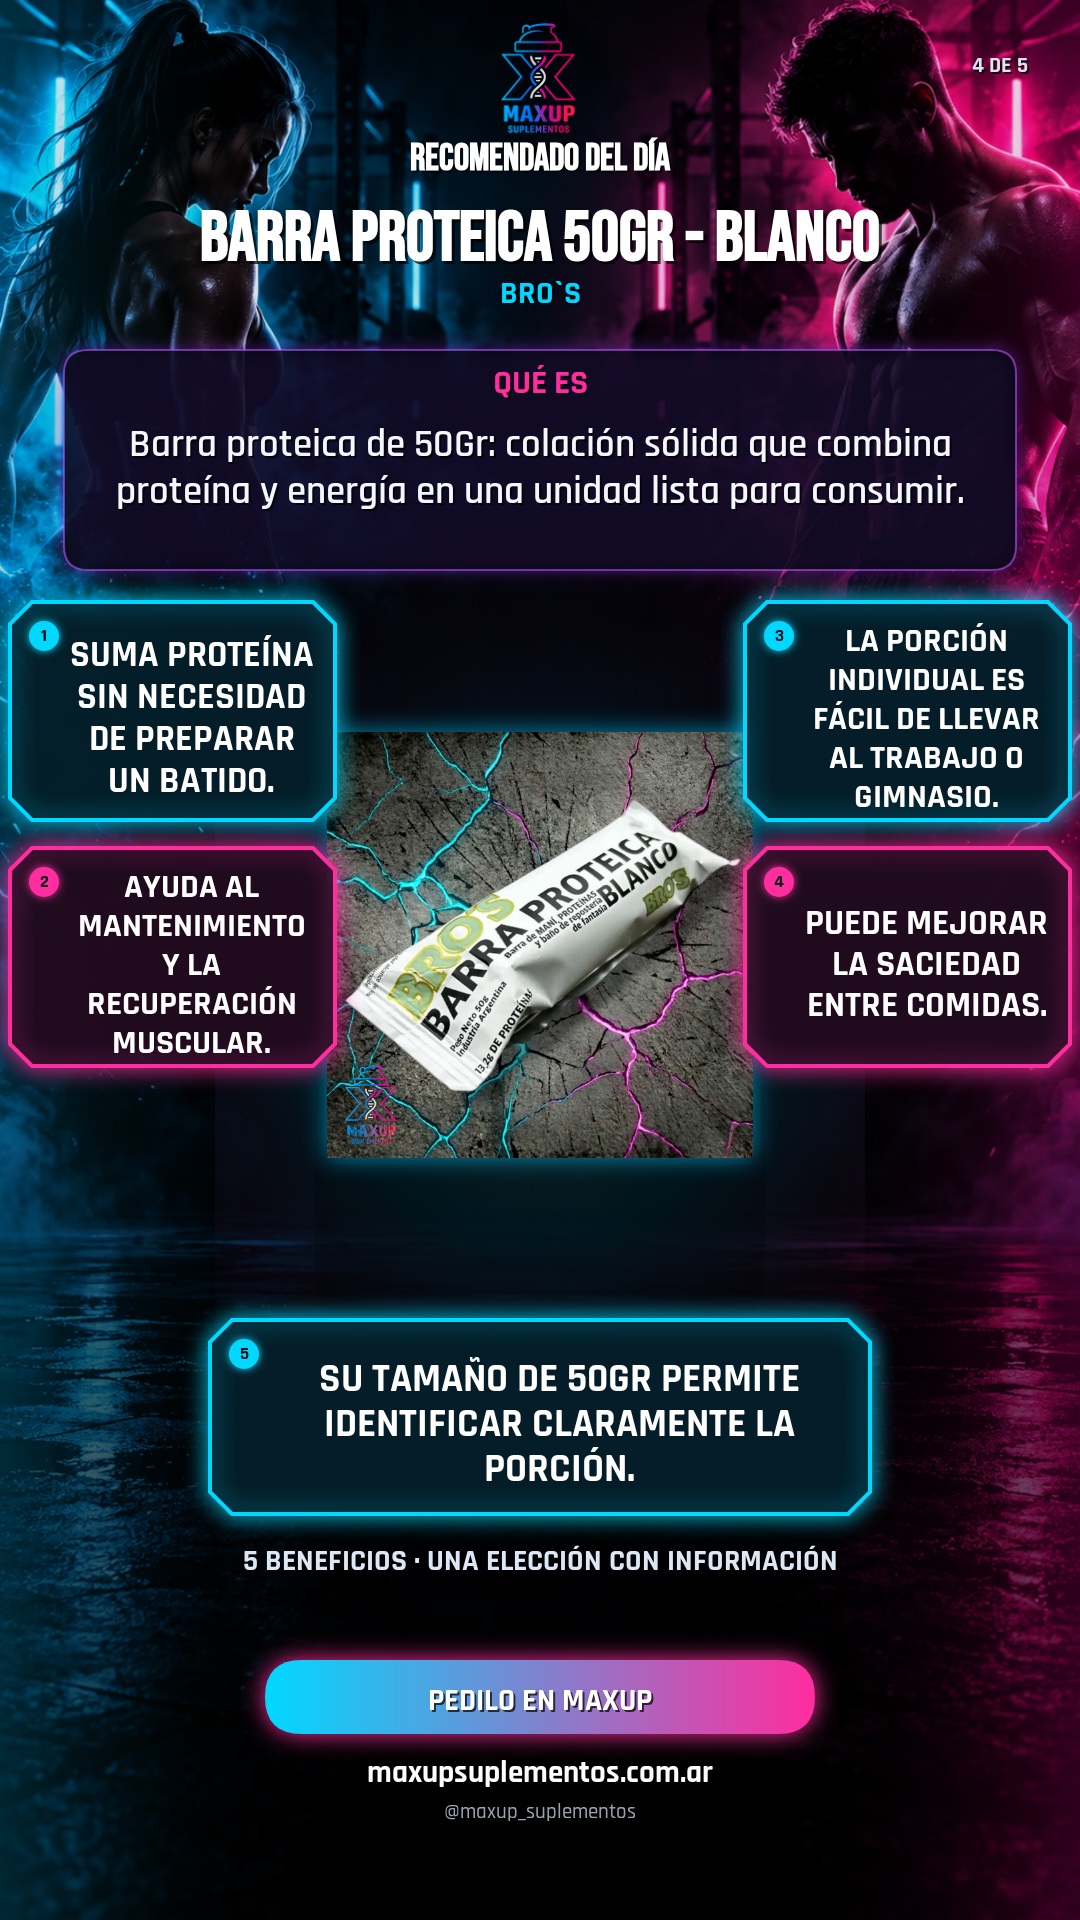 MAXUP
SUPLEMENTOS
4 DE 5
RECOMENDADO DEL DÍA
BARRA PROTEICA 50GR - BLANCO
BRO`S
QUÉ ES
Barra proteica de 50Gr: colación sólida que combina
proteína y energía en una unidad lista para consumir.
1
SUMA PROTEÍNA
SIN NECESIDAD
DE PREPARAR
UN BATIDO.
2
AYUDA AL
MANTENIMIENTO
Y LA
RECUPERACIÓN
MUSCULAR.
3
LA PORCIÓN
INDIVIDUAL ES
FÁCIL DE LLEVAR
AL TRABAJO O
GIMNASIO.
4
PUEDE MEJORAR
LA SACIEDAD
ENTRE COMIDAS.
BRO'S
BARRA PROTEICA
Barra de MANÍ, PROTEÍNAS
y baño de repostería
de fantasía
BLANCO
BRO'S
Peso Neto 50g
Industria Argentina
13,2g DE PROTEÍNA
MAXUP
5
SU TAMAÑO DE 50GR PERMITE
IDENTIFICAR CLARAMENTE LA
PORCIÓN.
5 BENEFICIOS · UNA ELECCIÓN CON INFORMACIÓN
PEDILO EN MAXUP
maxupsuplementos.com.ar
@maxup_suplementos